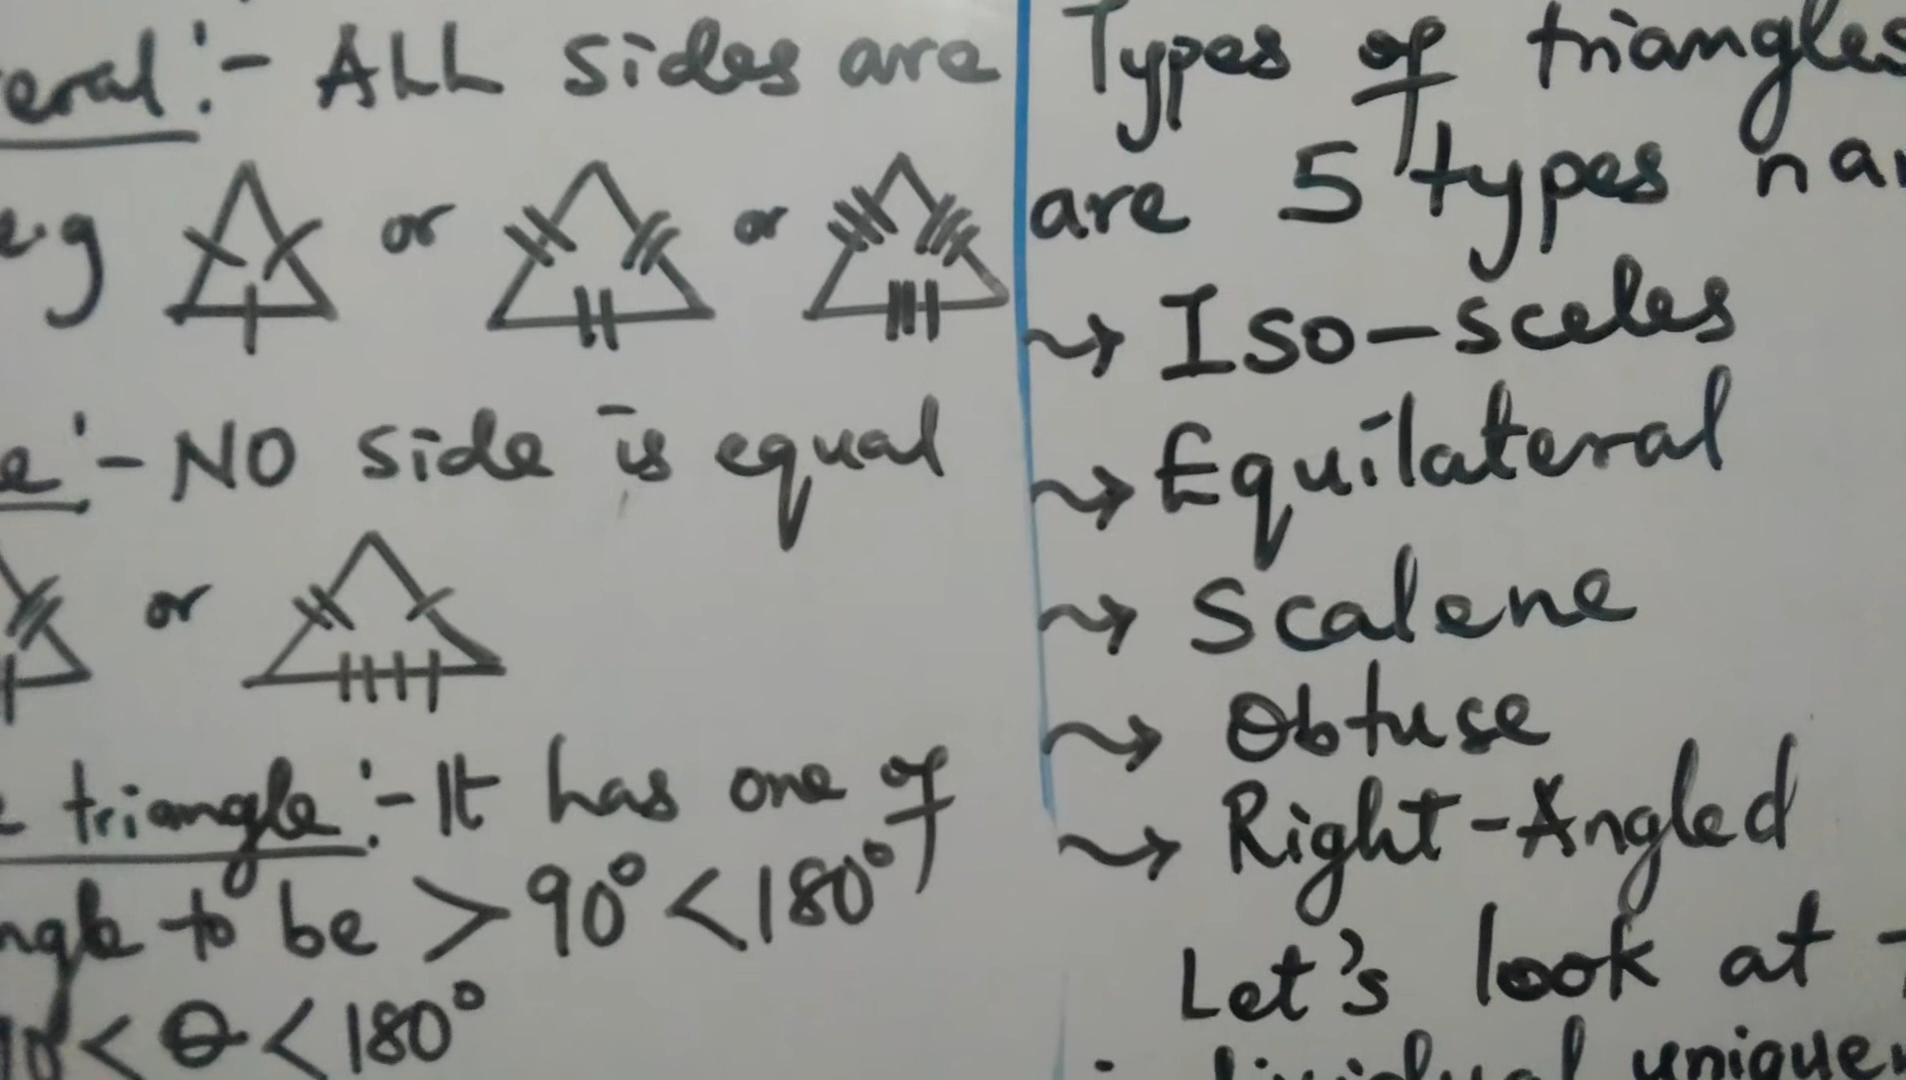 eral:- ALL sides are
e.g or or
e:- NO side is equal
or
triangle:- It has one of
ngle to be > 90° < 180°
< θ < 180°
Types of triangles
are 5 types
Iso-sceles
Equilateral
Scalene
Obtuse
Right-Angled
Let's look at